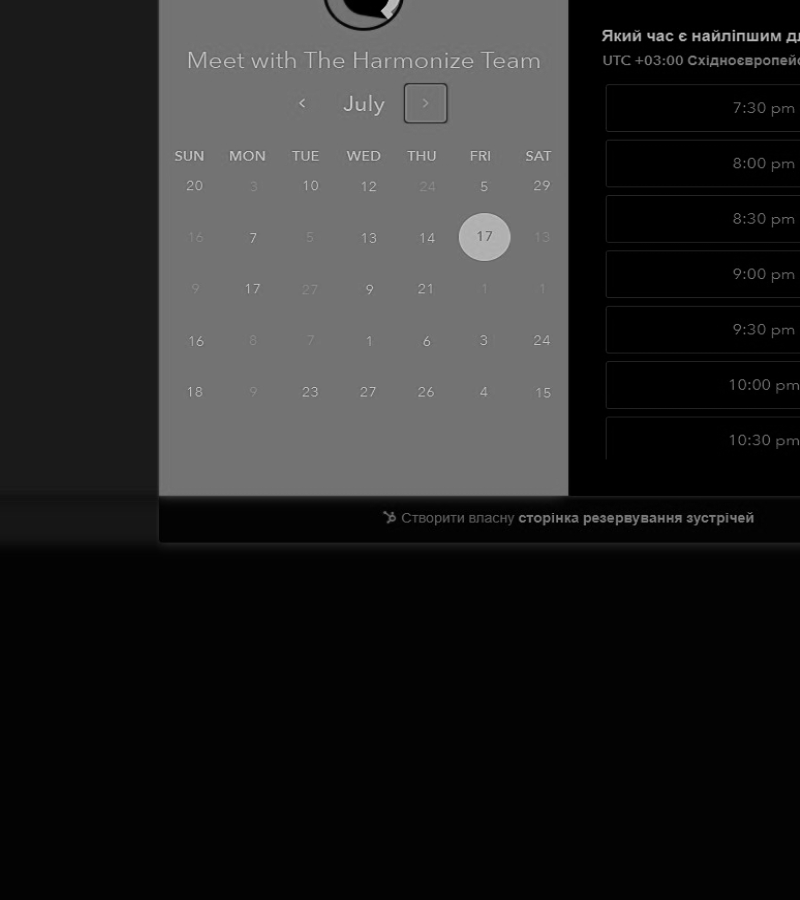 Meet with The Harmonize Team
July
SUN MON TUE WED THU FRI SAT
20 3 10 12 24 5 29
16 7 5 13 14 17 13
9 17 27 9 21 1 1
16 8 7 1 6 3 24
18 9 23 27 26 4 15
Який час є найліпшим
UTC +03:00
7:30 pm
8:00 pm
8:30 pm
9:00 pm
9:30 pm
10:00 pm
10:30 pm
Створити власну сторінка резервування зустрічей